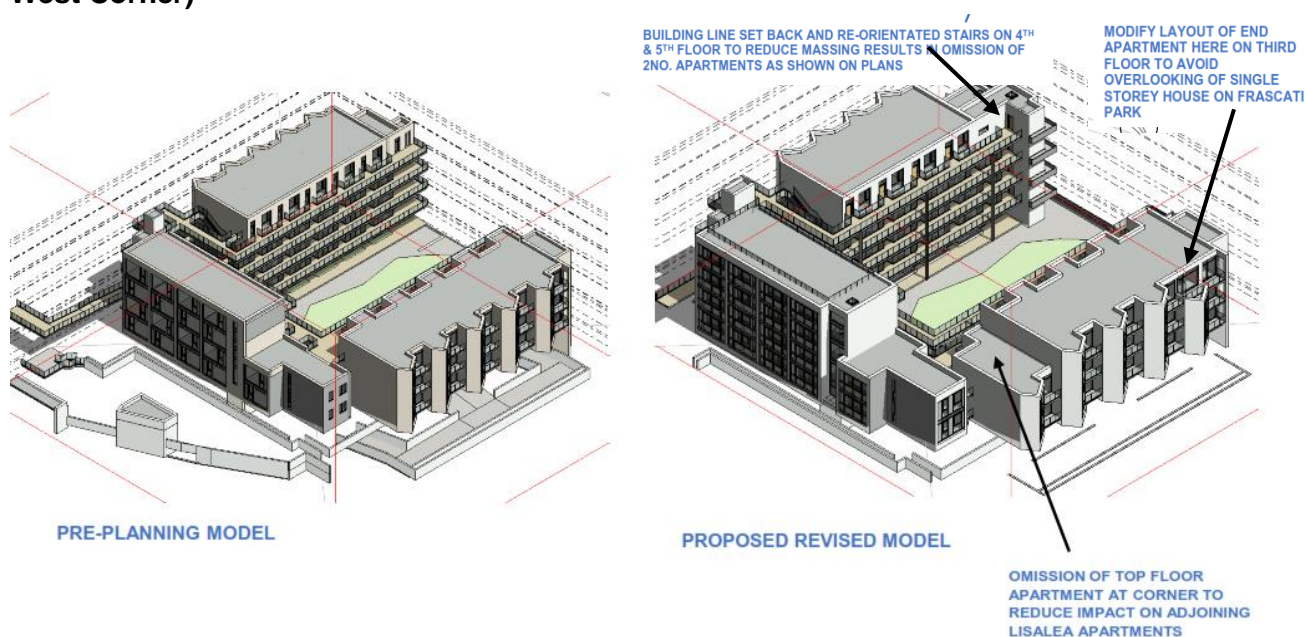 West Corner)
BUILDING LINE SET BACK AND RE-ORIENTATED STAIRS ON 4TH
& 5TH FLOOR TO REDUCE MASSING RESULTS IN OMISSION OF
2NO. APARTMENTS AS SHOWN ON PLANS
MODIFY LAYOUT OF END
APARTMENT HERE ON THIRD
FLOOR TO AVOID
OVERLOOKING OF SINGLE
STOREY HOUSE ON FRASCATI
PARK
PRE-PLANNING MODEL
PROPOSED REVISED MODEL
OMISSION OF TOP FLOOR
APARTMENT AT CORNER TO
REDUCE IMPACT ON ADJOINING
LISALEA APARTMENTS